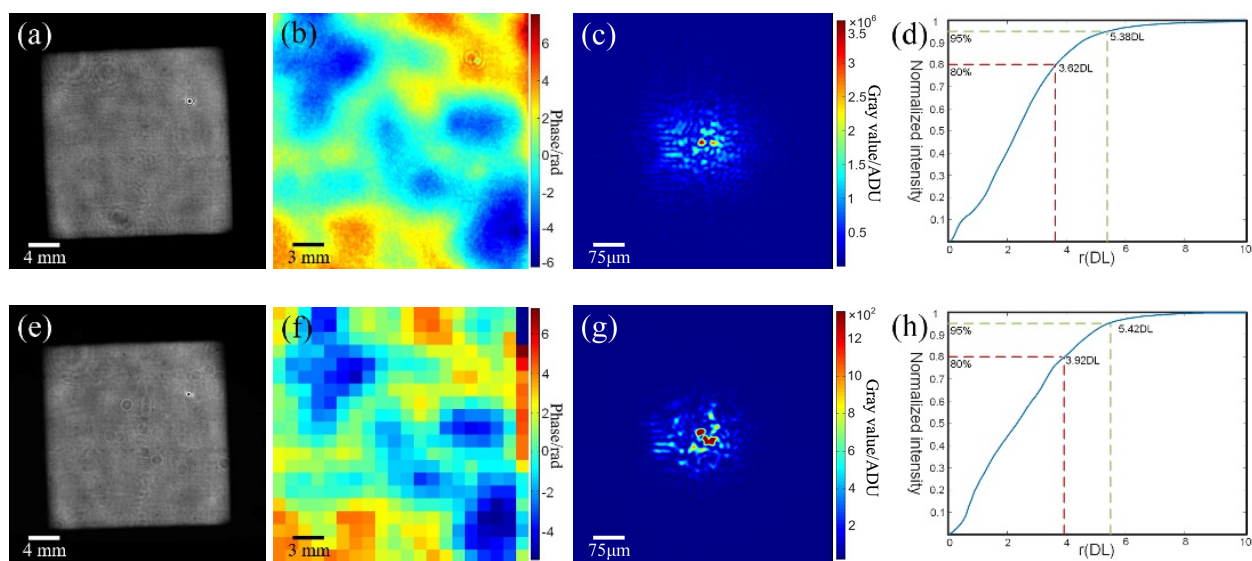 (a)
4 mm
(b)
3 mm
6
4
2
0
-2
-4
-6
Phase/rad
(c)
75μm
×10⁶
3.5
3
2.5
2
1.5
1
0.5
Gray value/ADU
(d)
Normalized intensity
1
0.9
0.8
0.7
0.6
0.5
0.4
0.3
0.2
0.1
95%
80%
5.38DL
3.62DL
0
2
4
6
8
10
r(DL)
(e)
4 mm
(f)
3 mm
6
4
2
0
-2
-4
Phase/rad
(g)
75μm
×10²
12
10
8
6
4
2
Gray value/ADU
(h)
Normalized intensity
1
0.9
0.8
0.7
0.6
0.5
0.4
0.3
0.2
0.1
95%
80%
5.42DL
3.92DL
0
2
4
6
8
10
r(DL)